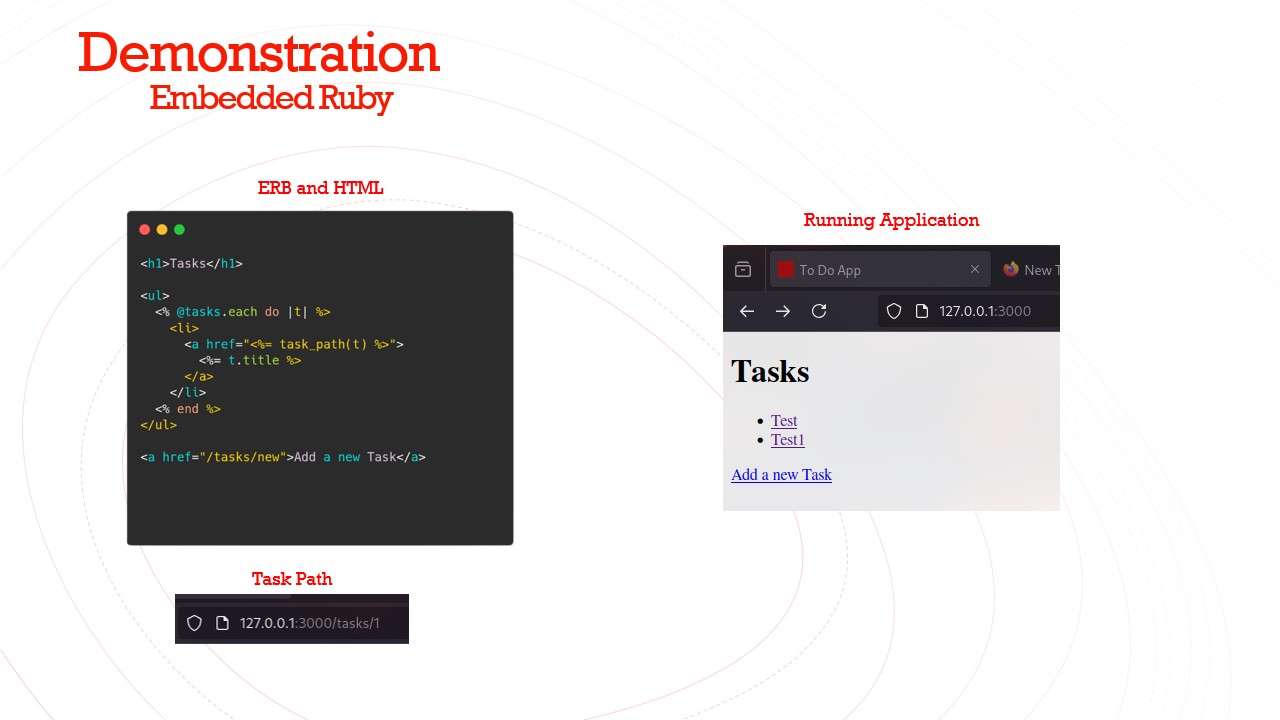 Demonstration
Embedded Ruby
ERB and HTML
<h1>Tasks</h1>
<ul>
<% @tasks.each do |t| %>
<li>
<a href="<%= task_path(t) %>">
<%= t.title %>
</a>
</li>
<% end %>
</ul>
<a href="/tasks/new">Add a new Task</a>
Task Path
127.0.0.1:3000/tasks/1
Running Application
To Do App
New T
127.0.0.1:3000
Tasks
Test
Test1
Add a new Task